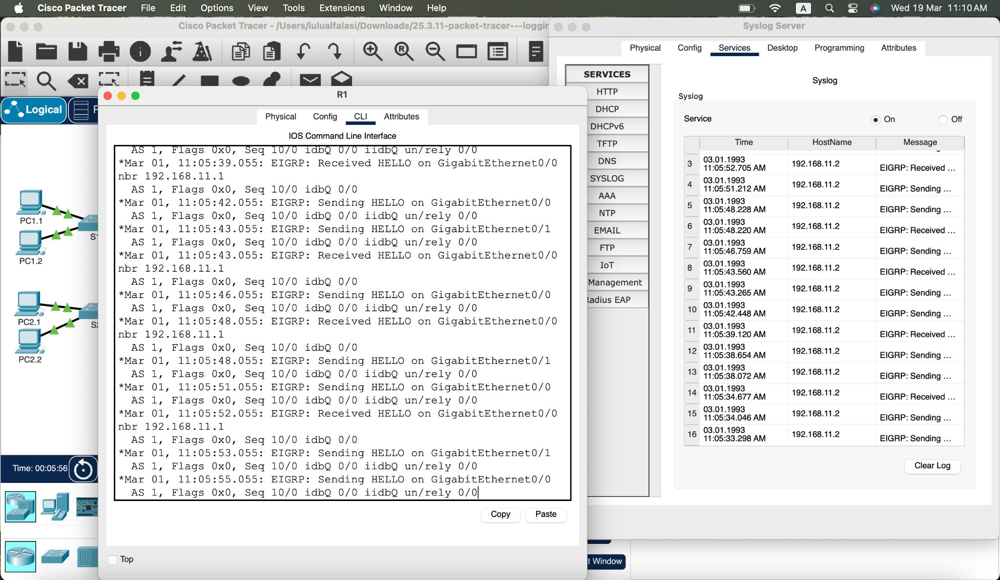 Cisco Packet Tracer File Edit Options View Tools Extensions Window Help
A Wed 19 Mar 11:10 AM
Cisco Packet Tracer - /Users/lulualfalasi/Downloads/25.3.11-packet-tracer---loggin
Logical
PC1.1
PC1.2
PC2.1
PC2.2
Time: 00:05:56
R1
Physical Config CLI Attributes
IOS Command Line Interface
AS 1, Flags 0x0, Seq 10/0 idbQ 0/0 iidbQ un/rely 0/0
*Mar 01, 11:05:39.055: EIGRP: Received HELLO on GigabitEthernet0/0
nbr 192.168.11.1
AS 1, Flags 0x0, Seq 10/0 idbQ 0/0
*Mar 01, 11:05:42.055: EIGRP: Sending HELLO on GigabitEthernet0/0
AS 1, Flags 0x0, Seq 10/0 idbQ 0/0 iidbQ un/rely 0/0
*Mar 01, 11:05:43.055: EIGRP: Sending HELLO on GigabitEthernet0/1
AS 1, Flags 0x0, Seq 10/0 idbQ 0/0 iidbQ un/rely 0/0
*Mar 01, 11:05:43.055: EIGRP: Received HELLO on GigabitEthernet0/0
nbr 192.168.11.1
AS 1, Flags 0x0, Seq 10/0 idbQ 0/0
*Mar 01, 11:05:46.055: EIGRP: Sending HELLO on GigabitEthernet0/0
AS 1, Flags 0x0, Seq 10/0 idbQ 0/0 iidbQ un/rely 0/0
*Mar 01, 11:05:48.055: EIGRP: Received HELLO on GigabitEthernet0/0
nbr 192.168.11.1
AS 1, Flags 0x0, Seq 10/0 idbQ 0/0
*Mar 01, 11:05:48.055: EIGRP: Sending HELLO on GigabitEthernet0/1
AS 1, Flags 0x0, Seq 10/0 idbQ 0/0 iidbQ un/rely 0/0
*Mar 01, 11:05:51.055: EIGRP: Sending HELLO on GigabitEthernet0/0
AS 1, Flags 0x0, Seq 10/0 idbQ 0/0 iidbQ un/rely 0/0
*Mar 01, 11:05:52.055: EIGRP: Received HELLO on GigabitEthernet0/0
nbr 192.168.11.1
AS 1, Flags 0x0, Seq 10/0 idbQ 0/0
*Mar 01, 11:05:53.055: EIGRP: Sending HELLO on GigabitEthernet0/1
AS 1, Flags 0x0, Seq 10/0 idbQ 0/0 iidbQ un/rely 0/0
*Mar 01, 11:05:55.055: EIGRP: Sending HELLO on GigabitEthernet0/0
AS 1, Flags 0x0, Seq 10/0 idbQ 0/0 iidbQ un/rely 0/0
Copy Paste
Top
Syslog Server
Physical Config Services Desktop Programming Attributes
SERVICES
HTTP
DHCP
DHCPv6
TFTP
DNS
SYSLOG
AAA
NTP
EMAIL
FTP
IoT
Management
Radius EAP
Syslog
Syslog
Service On Off
Time HostName Message
3 03.01.1993 11:05:52.705 AM 192.168.11.2 EIGRP: Received ...
4 03.01.1993 11:05:51.212 AM 192.168.11.2 EIGRP: Sending ...
5 03.01.1993 11:05:48.228 AM 192.168.11.2 EIGRP: Sending ...
6 03.01.1993 11:05:48.220 AM 192.168.11.2 EIGRP: Received ...
7 03.01.1993 11:05:46.759 AM 192.168.11.2 EIGRP: Sending ...
8 03.01.1993 11:05:43.560 AM 192.168.11.2 EIGRP: Received ...
9 03.01.1993 11:05:43.265 AM 192.168.11.2 EIGRP: Sending ...
10 03.01.1993 11:05:42.448 AM 192.168.11.2 EIGRP: Sending ...
11 03.01.1993 11:05:39.120 AM 192.168.11.2 EIGRP: Received ...
12 03.01.1993 11:05:38.654 AM 192.168.11.2 EIGRP: Sending ...
13 03.01.1993 11:05:38.072 AM 192.168.11.2 EIGRP: Sending ...
14 03.01.1993 11:05:34.677 AM 192.168.11.2 EIGRP: Received ...
15 03.01.1993 11:05:34.046 AM 192.168.11.2 EIGRP: Sending ...
16 03.01.1993 11:05:33.298 AM 192.168.11.2 EIGRP: Sending ...
Clear Log
t Window